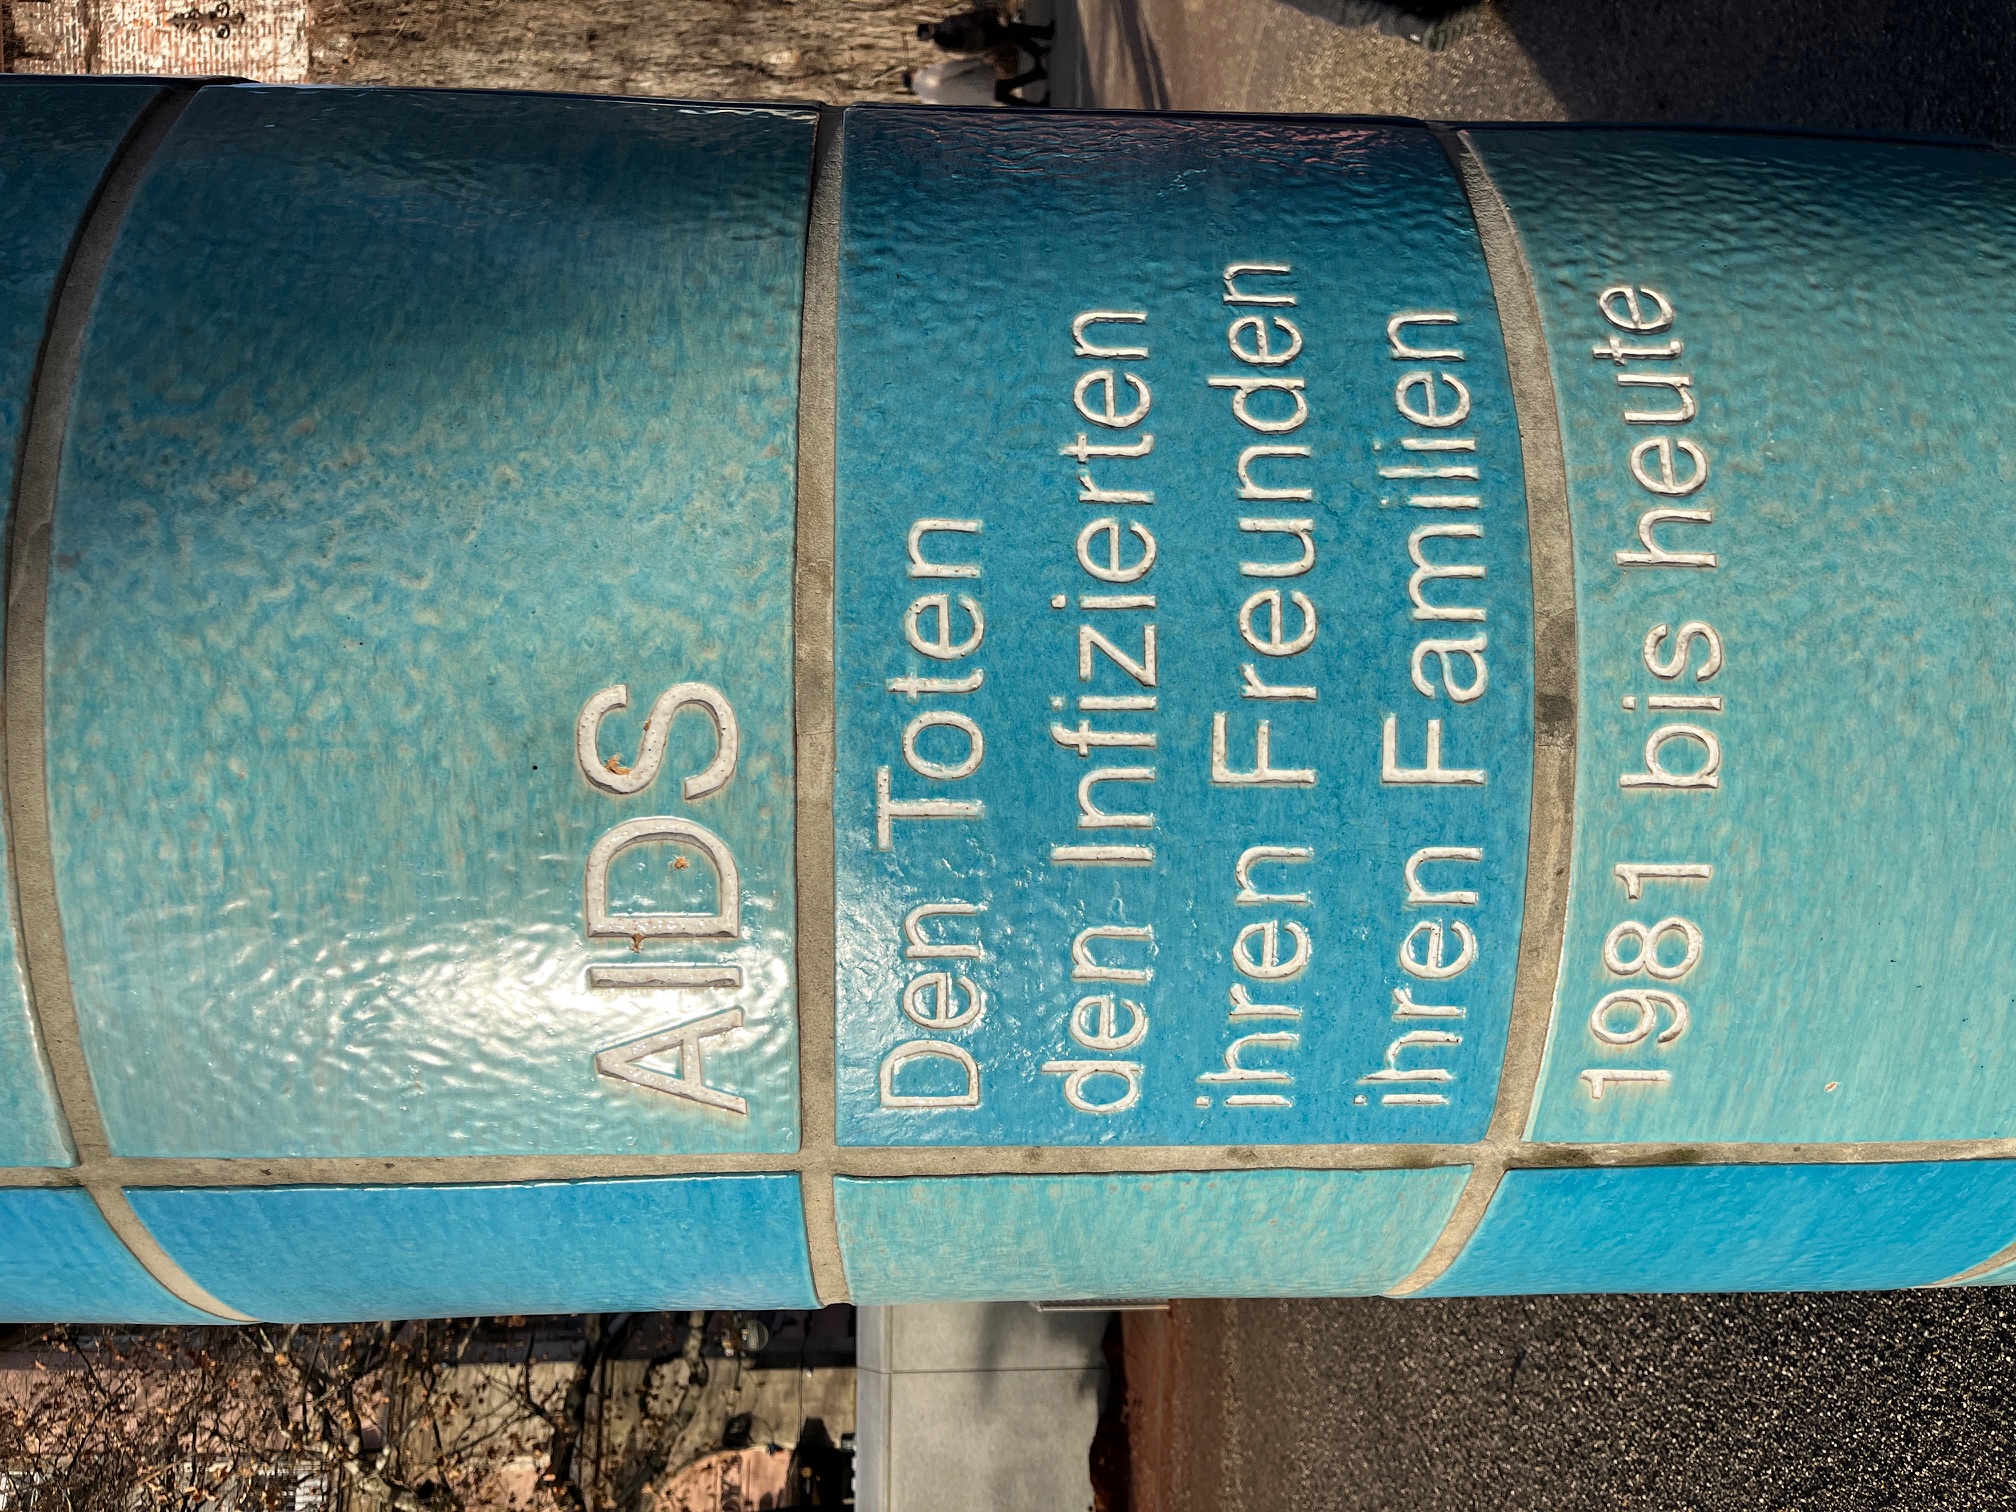 AIDS
Den Toten
den Infizierten
ihren Freunden
ihren Familien
1981 bis heute